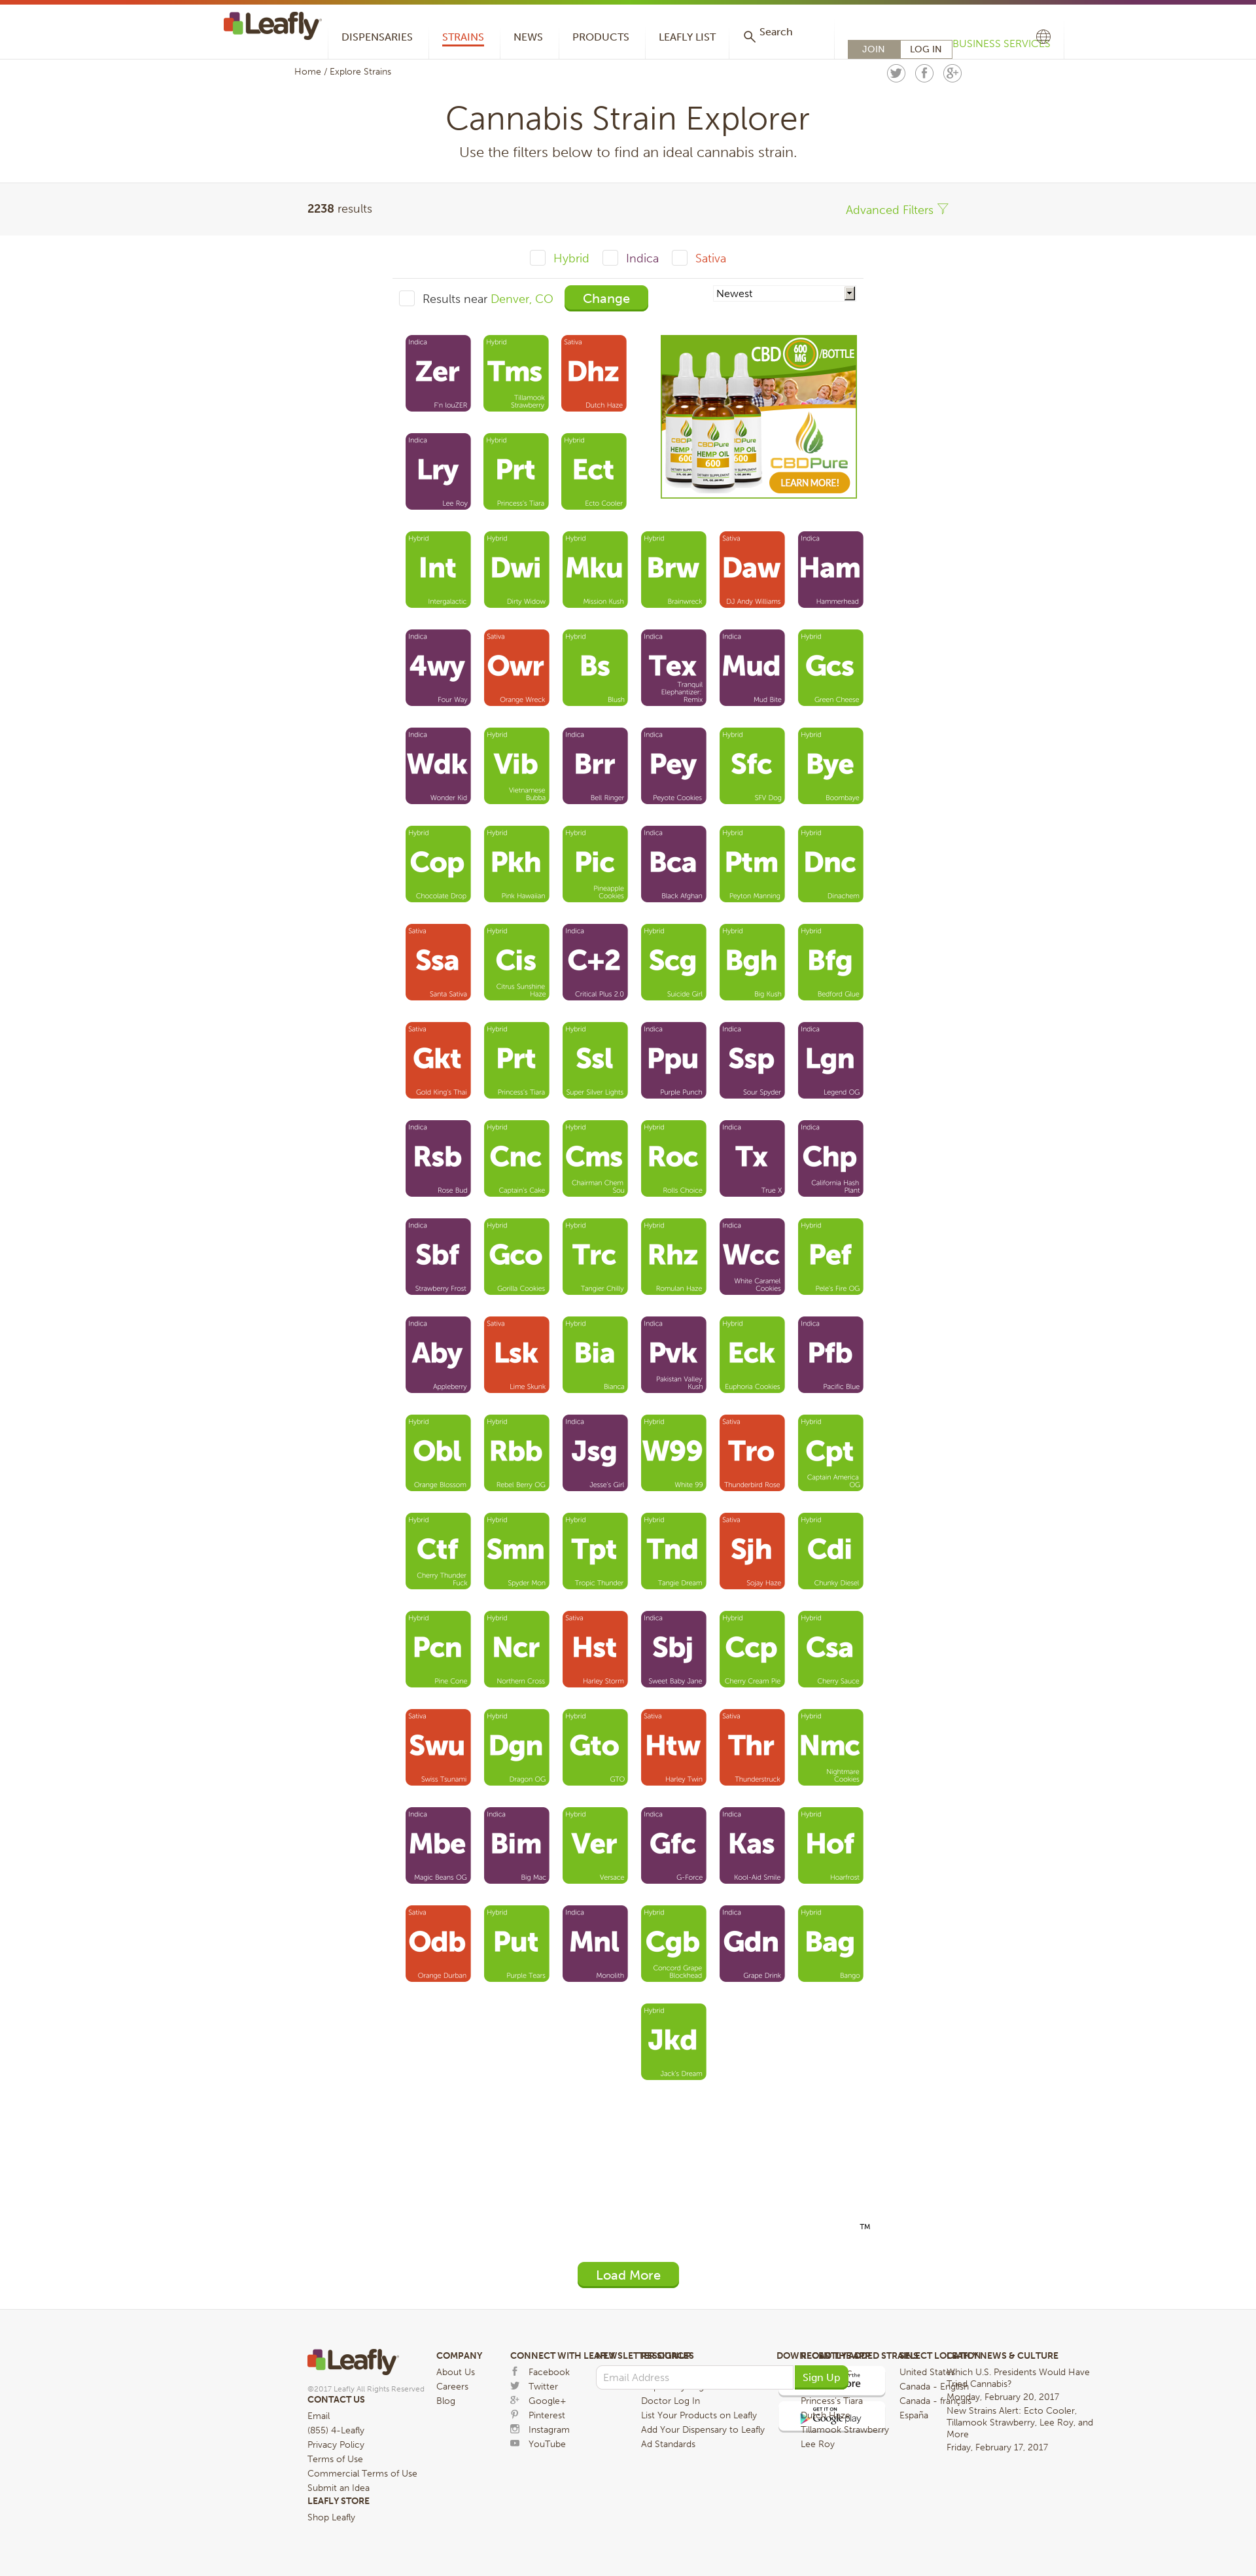 Leafly
DISPENSARIES
STRAINS
NEWS
PRODUCTS
LEAFLY LIST
Search
JOIN
LOG IN
BUSINESS SERVICES
Home / Explore Strains
Cannabis Strain Explorer
Use the filters below to find an ideal cannabis strain.
2238 results
Advanced Filters
Hybrid
Indica
Sativa
Results near Denver, CO
Change
Newest
Indica
Zer
F'n louZER
Hybrid
Tms
Tillamook
Strawberry
Sativa
Dhz
Dutch Haze
CBD 600 MG /BOTTLE
HEMP OIL
600
CBDPure
LEARN MORE!
Indica
Lry
Lee Roy
Hybrid
Prt
Princess's Tiara
Hybrid
Ect
Ecto Cooler
Hybrid
Int
Intergalactic
Hybrid
Dwi
Dirty Widow
Hybrid
Mku
Mission Kush
Hybrid
Brw
Brainwreck
Sativa
Daw
DJ Andy Williams
Indica
Ham
Hammerhead
Indica
4wy
Four Way
Sativa
Owr
Orange Wreck
Hybrid
Bs
Blush
Indica
Tex
Tranquil
Elephantizer:
Remix
Indica
Mud
Mud Bite
Hybrid
Gcs
Green Cheese
Indica
Wdk
Wonder Kid
Hybrid
Vib
Vietnamese
Bubba
Indica
Brr
Bell Ringer
Indica
Pey
Peyote Cookies
Hybrid
Sfc
SFV Dog
Hybrid
Bye
Boombaye
Hybrid
Cop
Chocolate Drop
Hybrid
Pkh
Pink Hawaiian
Hybrid
Pic
Pineapple
Cookies
Indica
Bca
Black Afghan
Hybrid
Ptm
Peyton Manning
Hybrid
Dnc
Dinachem
Sativa
Ssa
Santa Sativa
Hybrid
Cis
Citrus Sunshine
Haze
Indica
C+2
Critical Plus 2.0
Hybrid
Scg
Suicide Girl
Hybrid
Bgh
Big Kush
Hybrid
Bfg
Bedford Glue
Sativa
Gkt
Gold King's Thai
Hybrid
Prt
Princess's Tiara
Hybrid
Ssl
Super Silver Lights
Indica
Ppu
Purple Punch
Indica
Ssp
Sour Spyder
Indica
Lgn
Legend OG
Indica
Rsb
Rose Bud
Hybrid
Cnc
Captain's Cake
Hybrid
Cms
Chairman Chem
Sou
Hybrid
Roc
Rolls Choice
Indica
Tx
True X
Indica
Chp
California Hash
Plant
Indica
Sbf
Strawberry Frost
Hybrid
Gco
Gorilla Cookies
Hybrid
Trc
Tangier Chilly
Hybrid
Rhz
Romulan Haze
Indica
Wcc
White Caramel
Cookies
Hybrid
Pef
Pele's Fire OG
Indica
Aby
Appleberry
Sativa
Lsk
Lime Skunk
Hybrid
Bia
Bianca
Indica
Pvk
Pakistan Valley
Kush
Hybrid
Eck
Euphoria Cookies
Indica
Pfb
Pacific Blue
Hybrid
Obl
Orange Blossom
Hybrid
Rbb
Rebel Berry OG
Indica
Jsg
Jesse's Girl
Hybrid
W99
White 99
Sativa
Tro
Thunderbird Rose
Hybrid
Cpt
Captain America
OG
Hybrid
Ctf
Cherry Thunder
Fuck
Hybrid
Smn
Spyder Mon
Hybrid
Tpt
Tropic Thunder
Hybrid
Tnd
Tangie Dream
Sativa
Sjh
Sojay Haze
Hybrid
Cdi
Chunky Diesel
Hybrid
Pcn
Pine Cone
Hybrid
Ncr
Northern Cross
Sativa
Hst
Harley Storm
Indica
Sbj
Sweet Baby Jane
Hybrid
Ccp
Cherry Cream Pie
Hybrid
Csa
Cherry Sauce
Sativa
Swu
Swiss Tsunami
Hybrid
Dgn
Dragon OG
Hybrid
Gto
GTO
Sativa
Htw
Harley Twin
Sativa
Thr
Thunderstruck
Hybrid
Nmc
Nightmare
Cookies
Indica
Mbe
Magic Beans OG
Indica
Bim
Big Mac
Hybrid
Ver
Versace
Indica
Gfc
G-Force
Indica
Kas
Kool-Aid Smile
Hybrid
Hof
Hoarfrost
Sativa
Odb
Orange Durban
Hybrid
Put
Purple Tears
Indica
Mnl
Monolith
Hybrid
Cgb
Concord Grape
Blockhead
Indica
Gdn
Grape Drink
Hybrid
Bag
Bango
Hybrid
Jkd
Jack's Dream
TM
Load More
Leafly
©2017 Leafly All Rights Reserved
CONTACT US
Email
(855) 4-Leafly
Privacy Policy
Terms of Use
Commercial Terms of Use
Submit an Idea
LEAFLY STORE
Shop Leafly
COMPANY
About Us
Careers
Blog
CONNECT WITH LEAFLY
Facebook
Twitter
Google+
Pinterest
Instagram
YouTube
Email Address
Sign Up
Doctor Log In
List Your Products on Leafly
Add Your Dispensary to Leafly
Ad Standards
GET IT ON
Google play
Princess's Tiara
Dutch Haze
Tillamook Strawberry
Lee Roy
SELECT LOCATION
United States
Canada - English
Canada - français
España
NEWS & CULTURE
Which U.S. Presidents Would Have
Tried Cannabis?
Monday, February 20, 2017
New Strains Alert: Ecto Cooler,
Tillamook Strawberry, Lee Roy, and
More
Friday, February 17, 2017